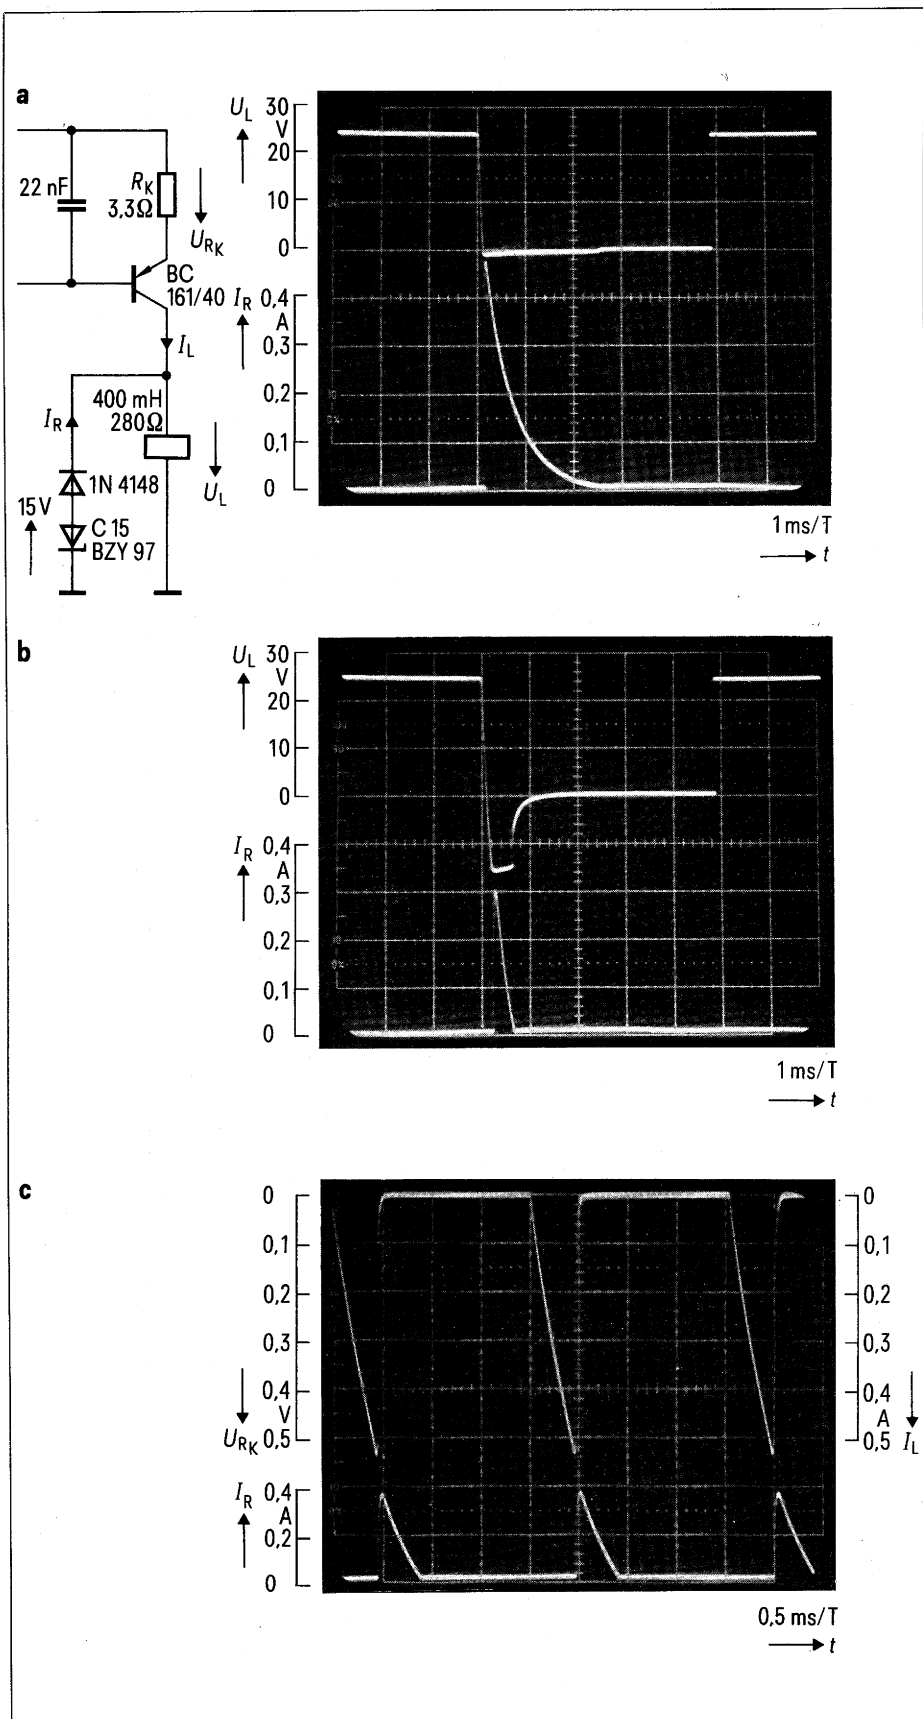 a
U_L 30
V
20
10
0
I_R 0,4
A
0,3
0,2
0,1
0
22 nF
R_K
3,3Ω
U_RK
BC
161/40
I_L
400 mH
280Ω
I_R
U_L
1N 4148
15V
C 15
BZY 97
1ms/T
t
b
U_L 30
V
20
10
0
I_R 0,4
A
0,3
0,2
0,1
0
1ms/T
t
c
0
0,1
0,2
0,3
0,4
V
U_RK 0,5
I_R 0,4
A
0,2
0
0
0,1
0,2
0,3
0,4
A
0,5 I_L
0,5 ms/T
t